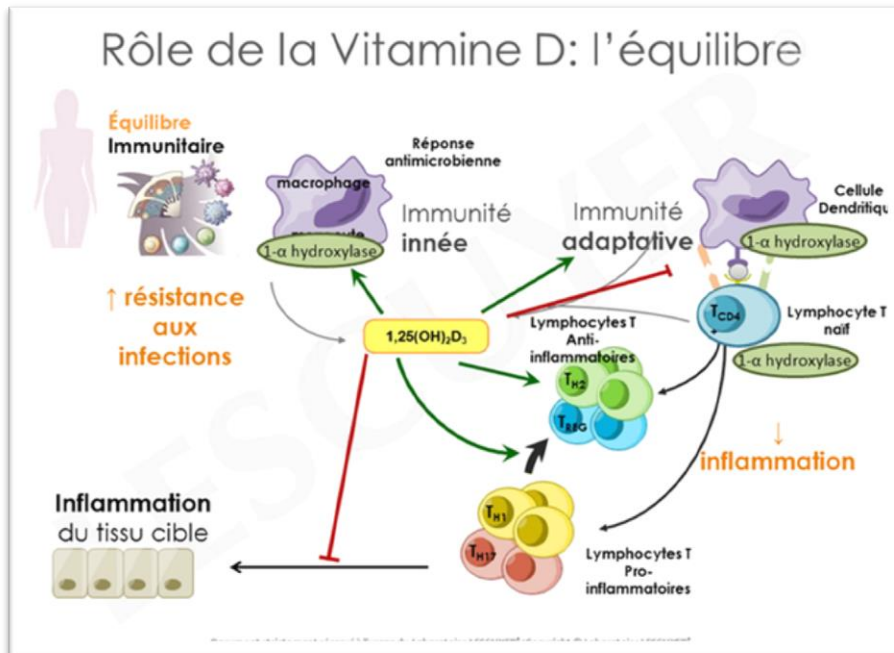 Rôle de la Vitamine D: l'équilibre
Équilibre
Immunitaire
Réponse
antimicrobienne
macrophage
Immunité
innée
1-α hydroxylase
Immunité
adaptative
Cellule
Dendritiqu
1-α hydroxylase
↑ résistance
aux
infections
1,25(OH)₂D₃
Lymphocytes T
Anti-
inflammatoires
TH2
TREG
TCD4
+
Lymphocyte T
naïf
1-α hydroxylase
↓
inflammation
Inflammation
du tissu cible
TH1
TH17
Lymphocytes T
Pro-
inflammatoires
LESCUYER